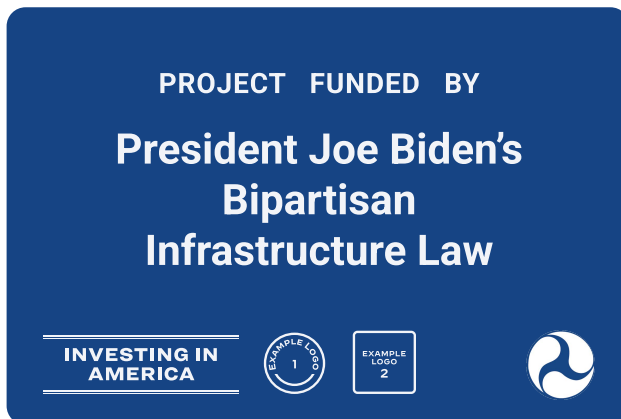 PROJECT FUNDED BY
President Joe Biden’s
Bipartisan
Infrastructure Law
INVESTING IN
AMERICA
EXAMPLE LOGO
1
EXAMPLE
LOGO
2